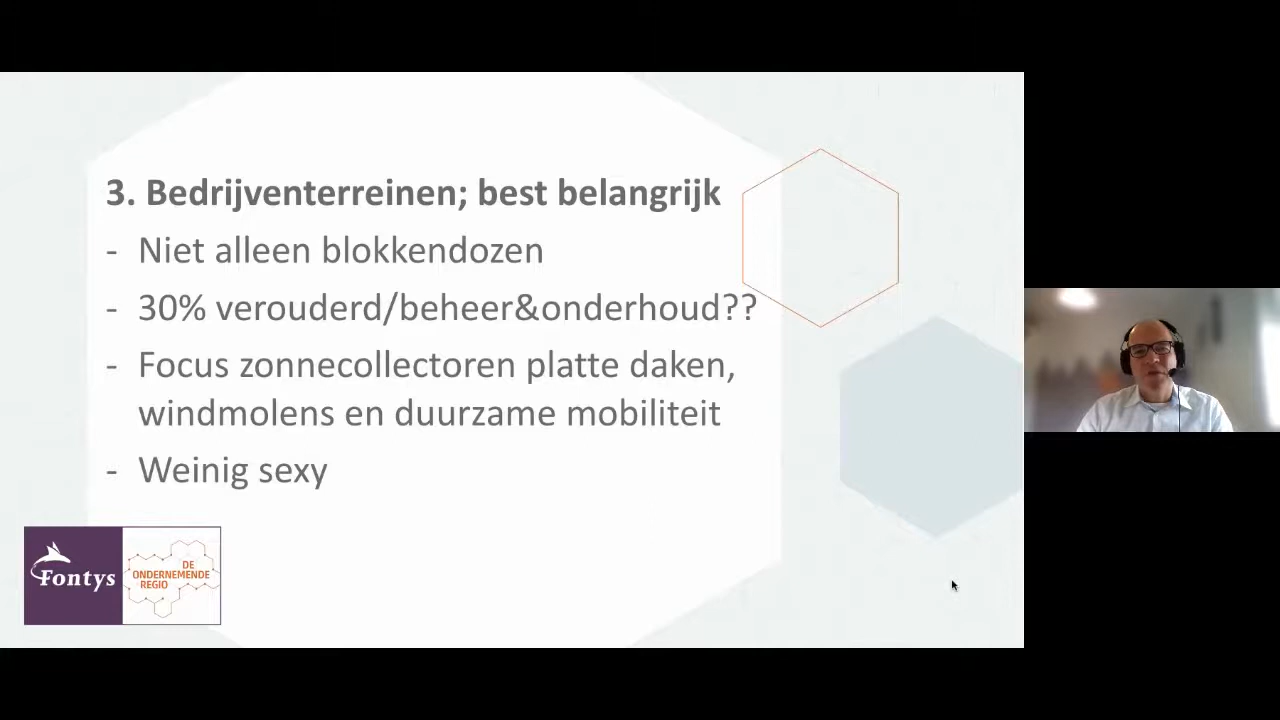 3. Bedrijventerreinen; best belangrijk
- Niet alleen blokkendozen
- 30% verouderd/beheer&onderhoud??
- Focus zonnecollectoren platte daken,
windmolens en duurzame mobiliteit
- Weinig sexy
Fontys
DE
ONDERNEMENDE
REGIO